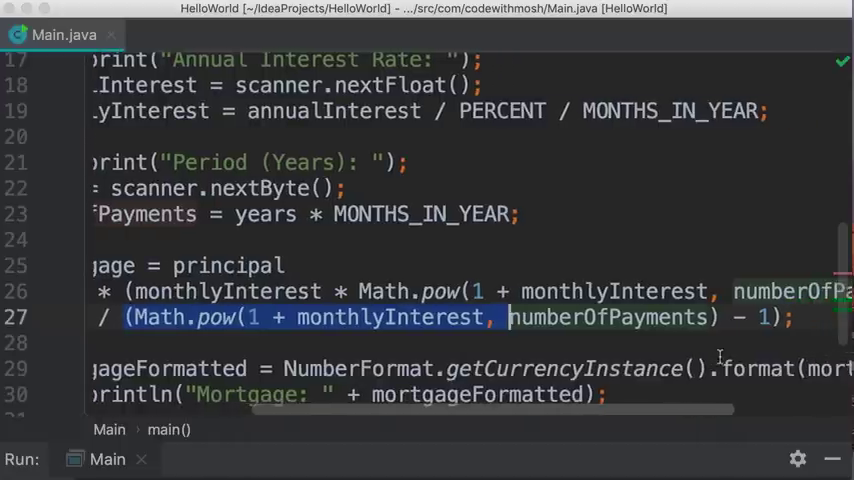 HelloWorld [~/IdeaProjects/HelloWorld] - .../src/com/codewithmosh/Main.java [HelloWorld]
Main.java
17 print("Annual Interest Rate: ");
18 Interest = scanner.nextFloat();
19 lyInterest = annualInterest / PERCENT / MONTHS_IN_YEAR;
20
21 print("Period (Years): ");
22 = scanner.nextByte();
23 fPayments = years * MONTHS_IN_YEAR;
24
25 gage = principal
26 * (monthlyInterest * Math.pow(1 + monthlyInterest, numberOfPa
27 / (Math.pow(1 + monthlyInterest, numberOfPayments) - 1);
28
29 gageFormatted = NumberFormat.getCurrencyInstance().format(mort
30 println("Mortgage: " + mortgageFormatted);
31
Main main()
Run: Main